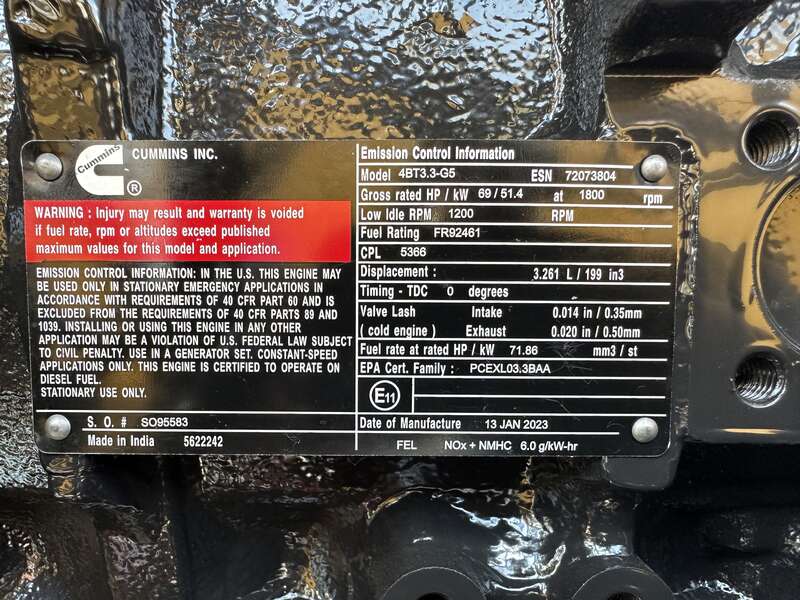 Cummins
®
CUMMINS INC.
WARNING : Injury may result and warranty is voided
if fuel rate, rpm or altitudes exceed published
maximum values for this model and application.
EMISSION CONTROL INFORMATION: IN THE U.S. THIS ENGINE MAY
BE USED ONLY IN STATIONARY EMERGENCY APPLICATIONS IN
ACCORDANCE WITH REQUIREMENTS OF 40 CFR PART 60 AND IS
EXCLUDED FROM THE REQUIREMENTS OF 40 CFR PARTS 89 AND
1039. INSTALLING OR USING THIS ENGINE IN ANY OTHER
APPLICATION MAY BE A VIOLATION OF U.S. FEDERAL LAW SUBJECT
TO CIVIL PENALTY. USE IN A GENERATOR SET. CONSTANT-SPEED
APPLICATIONS ONLY. THIS ENGINE IS CERTIFIED TO OPERATE ON
DIESEL FUEL.
STATIONARY USE ONLY.
S. O. # SO95583
Made in India 5622242
Emission Control Information
Model 4BT3.3-G5 ESN 72073804
Gross rated HP / kW 69/51.4 at 1800 rpm
Low Idle RPM 1200 RPM
Fuel Rating FR92461
CPL 5366
Displacement : 3.261 L / 199 in3
Timing - TDC 0 degrees
Valve Lash Intake 0.014 in / 0.35mm
( cold engine ) Exhaust 0.020 in / 0.50mm
Fuel rate at rated HP / kW 71.86 mm3 / st
EPA Cert. Family : PCEXL03.3BAA
E11
Date of Manufacture 13 JAN 2023
FEL NOx + NMHC 6.0 g/kW-hr